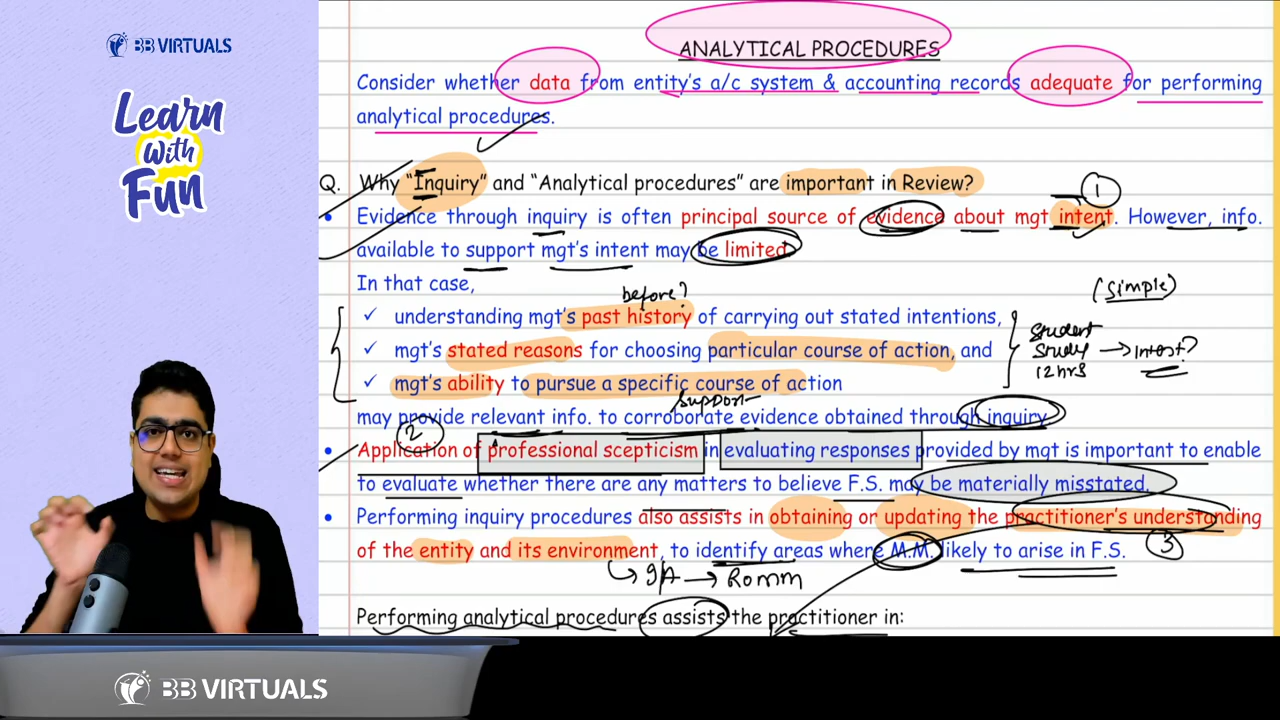 BB VIRTUALS
Learn
With
Fun
ANALYTICAL PROCEDURES
Consider whether data from entity's a/c system & accounting records adequate for performing
analytical procedures.
Q. Why “Inquiry” and “Analytical procedures” are important in Review?
• Evidence through inquiry is often principal source of evidence about mgt intent. However, info.
available to support mgt's intent may be limited.
1
In that case,
before?
(Simple)
✓ understanding mgt's past history of carrying out stated intentions,
✓ mgt's stated reasons for choosing particular course of action, and
✓ mgt's ability to pursue a specific course of action
Student
Study → Intent?
12hrs
support
may provide relevant info. to corroborate evidence obtained through inquiry
2
• Application of professional scepticism in evaluating responses provided by mgt is important to enable
to evaluate whether there are any matters to believe F.S. may be materially misstated.
• Performing inquiry procedures also assists in obtaining or updating the practitioner's understanding
of the entity and its environment, to identify areas where M.M. likely to arise in F.S.
3
→ Romm
Performing analytical procedures assists the practitioner in:
BB VIRTUALS